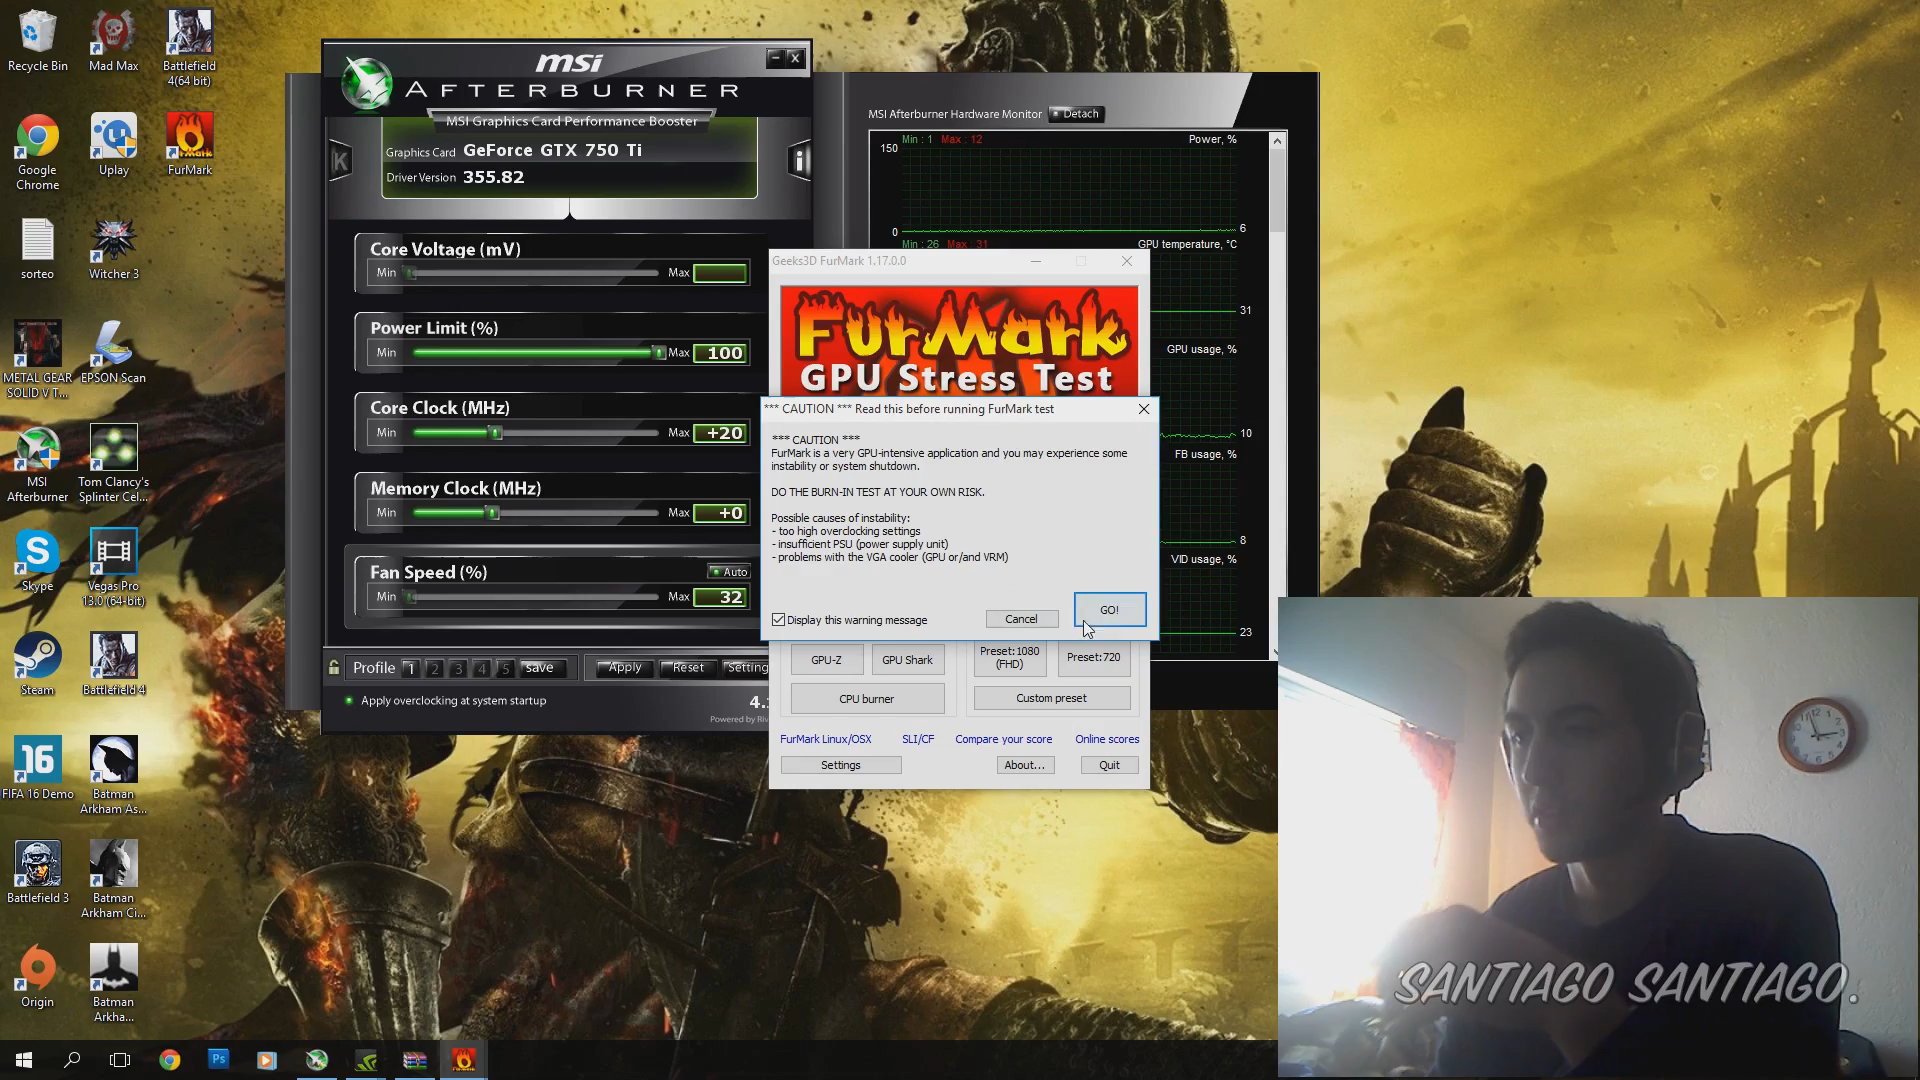 Recycle Bin
Mad Max
Battlefield
4(64 bit)
Google
Chrome
Uplay
FurMark
sorteo
Witcher 3
METAL GEAR
SOLID V T...
EPSON Scan
MSI
Afterburner
Tom Clancy's
Splinter Cel...
Skype
Vegas Pro
13.0 (64-bit)
Steam
Battlefield 4
16
FIFA 16 Demo
Batman
Arkham As...
Battlefield 3
Batman
Arkham Ci...
Origin
Batman
Arkha...
msi
AFTERBURNER
MSI Graphics Card Performance Booster
K
i
Graphics Card GeForce GTX 750 Ti
Driver Version 355.82
Core Voltage (mV)
Min Max
Power Limit (%)
Min Max 100
Core Clock (MHz)
Min Max +20
Memory Clock (MHz)
Min Max +0
Fan Speed (%) Auto
Min Max 32
Profile 1 2 3 4 5 save
Apply Reset Setting
Apply overclocking at system startup
4.
Powered by Riv
MSI Afterburner Hardware Monitor Detach
Min : 1 Max : 12 Power, %
150
0
6
Min : 26 Max : 31 GPU temperature, °C
31
GPU usage, %
10
FB usage, %
8
VID usage, %
23
Geeks3D FurMark 1.17.0.0
FurMark
GPU Stress Test
*** CAUTION *** Read this before running FurMark test
*** CAUTION ***
FurMark is a very GPU-intensive application and you may experience some
instability or system shutdown.
DO THE BURN-IN TEST AT YOUR OWN RISK.
Possible causes of instability:
- too high overclocking settings
- insufficient PSU (power supply unit)
- problems with the VGA cooler (GPU or/and VRM)
Display this warning message
Cancel
GO!
GPU-Z
GPU Shark
Preset:1080
(FHD)
Preset:720
CPU burner
Custom preset
FurMark Linux/OSX
SLI/CF
Compare your score
Online scores
Settings
About...
Quit
SANTIAGO SANTIAGO.
Ps